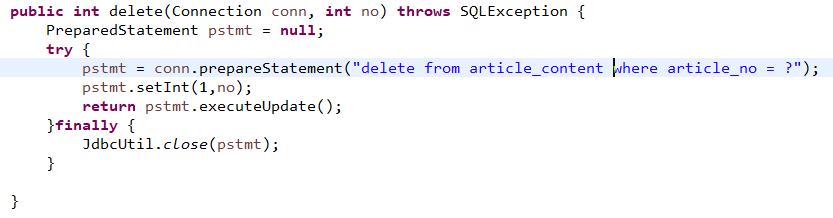 public int delete(Connection conn, int no) throws SQLException {
    PreparedStatement pstmt = null;
    try {
        pstmt = conn.prepareStatement("delete from article_content where article_no = ?");
        pstmt.setInt(1,no);
        return pstmt.executeUpdate();
    }finally {
        JdbcUtil.close(pstmt);
    }
}